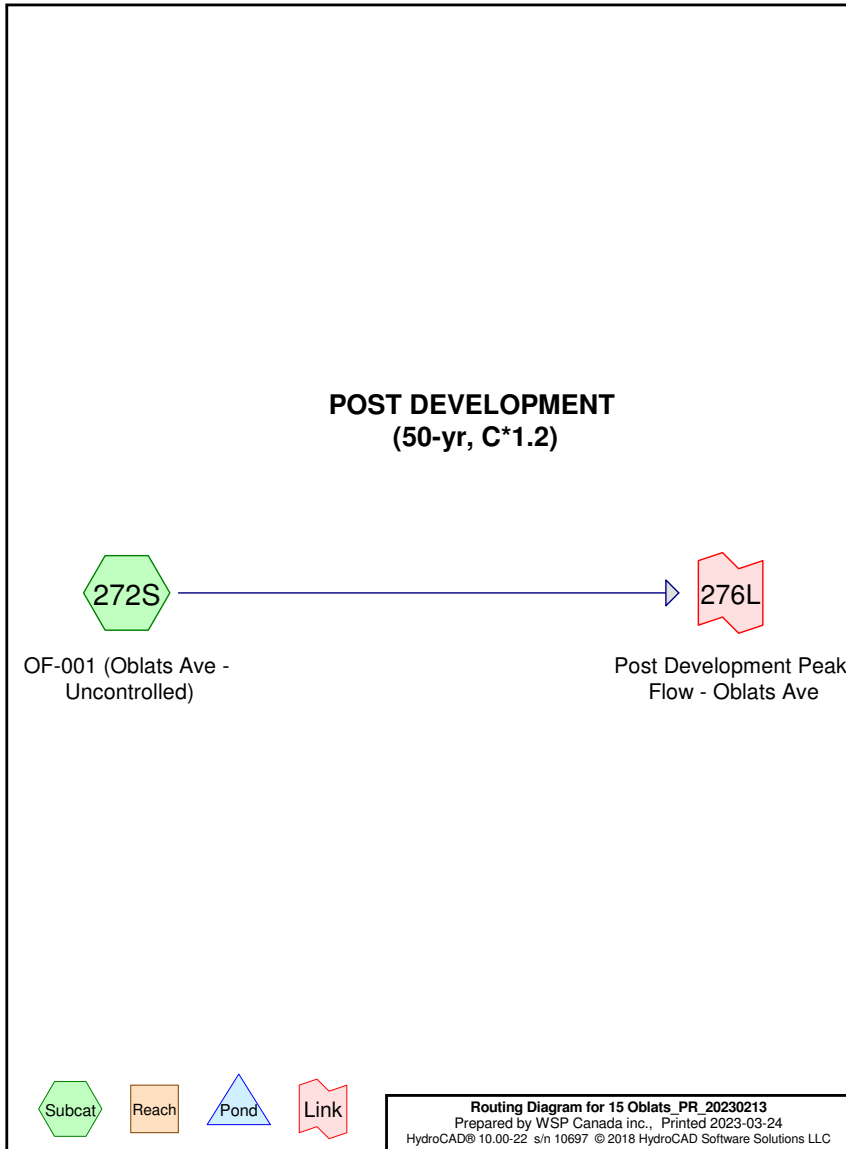 POST DEVELOPMENT
(50-yr, C*1.2)
272S
276L
OF-001 (Oblats Ave -
Uncontrolled)
Post Development Peak
Flow - Oblats Ave
Subcat
Reach
Pond
Link
Routing Diagram for 15 Oblats_PR_20230213
Prepared by WSP Canada inc., Printed 2023-03-24
HydroCAD® 10.00-22 s/n 10697 © 2018 HydroCAD Software Solutions LLC